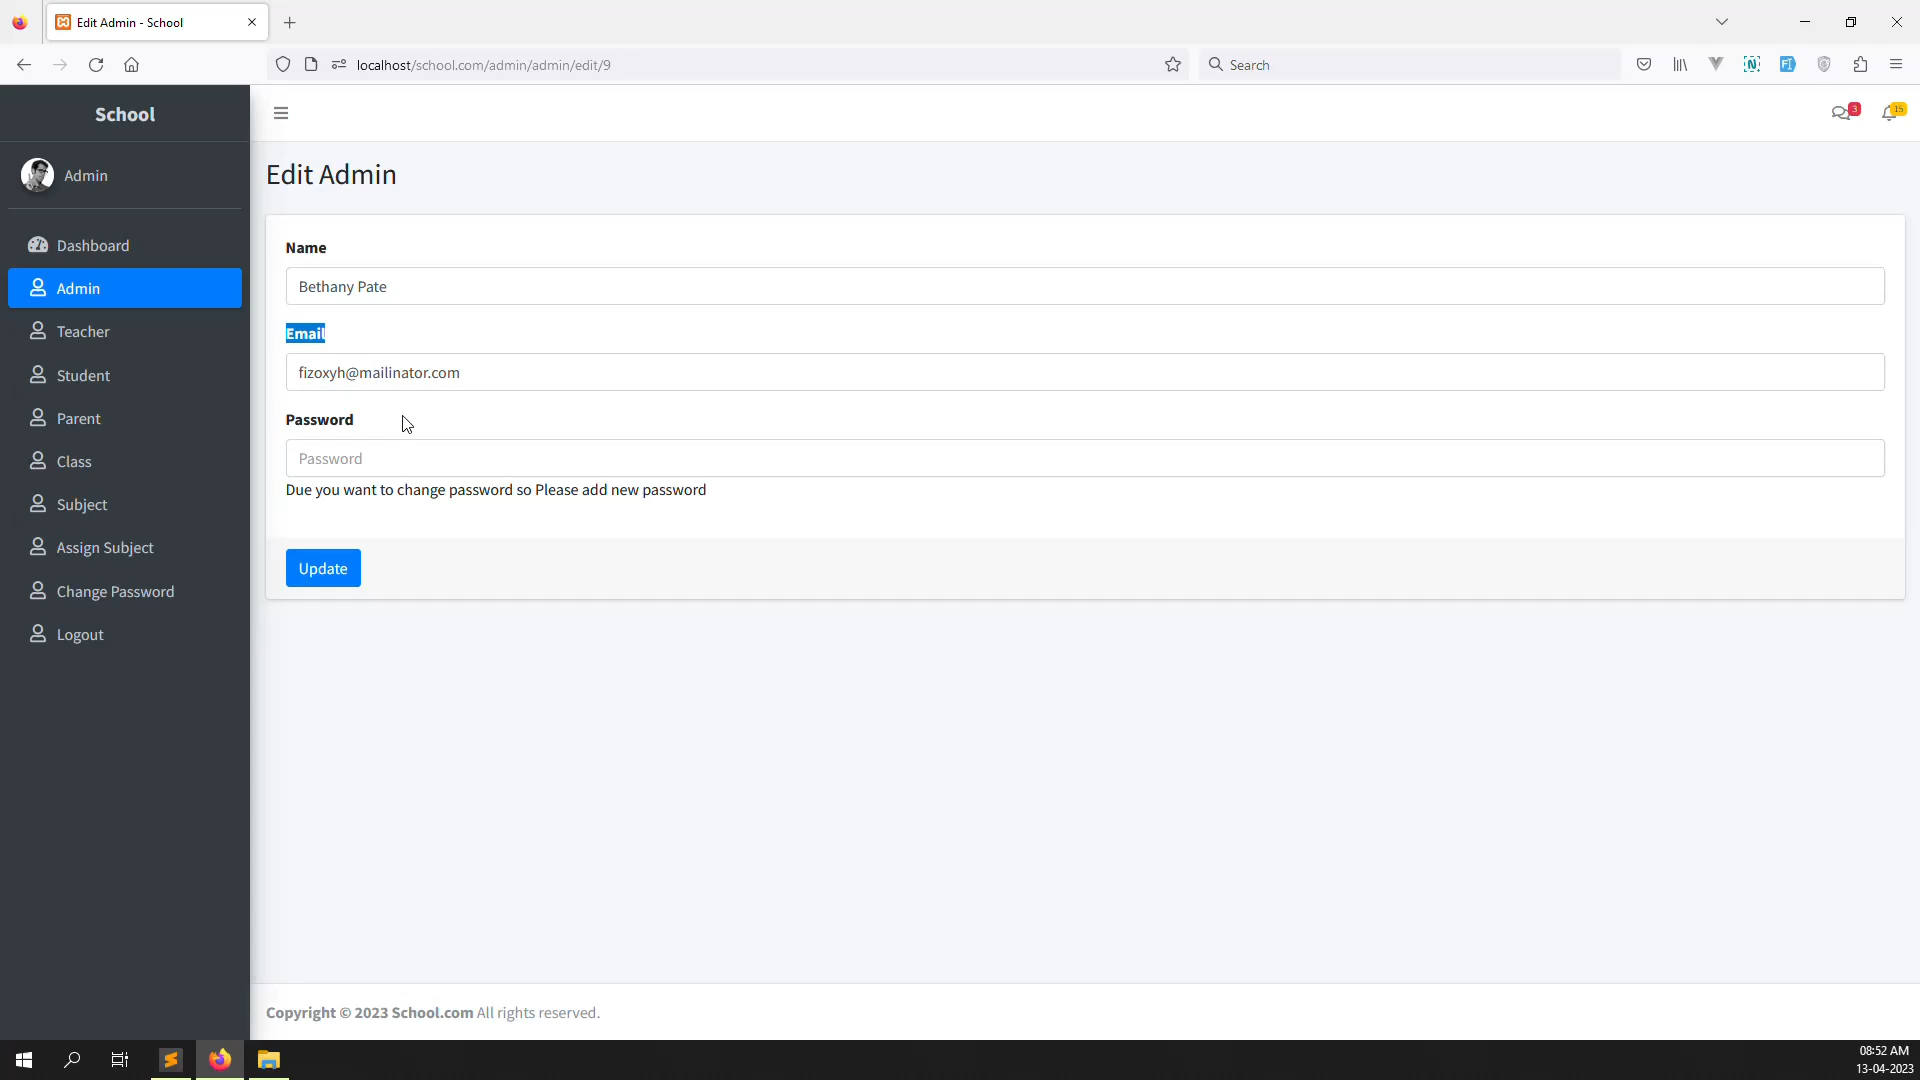 Edit Admin - School
localhost/school.com/admin/admin/edit/9
Search
School
3
15
Admin
Edit Admin
Dashboard
Admin
Teacher
Student
Parent
Class
Subject
Assign Subject
Change Password
Logout
Name
Bethany Pate
Email
fizoxyh@mailinator.com
Password
Password
Due you want to change password so Please add new password
Update
Copyright © 2023 School.com All rights reserved.
08:52 AM
13-04-2023